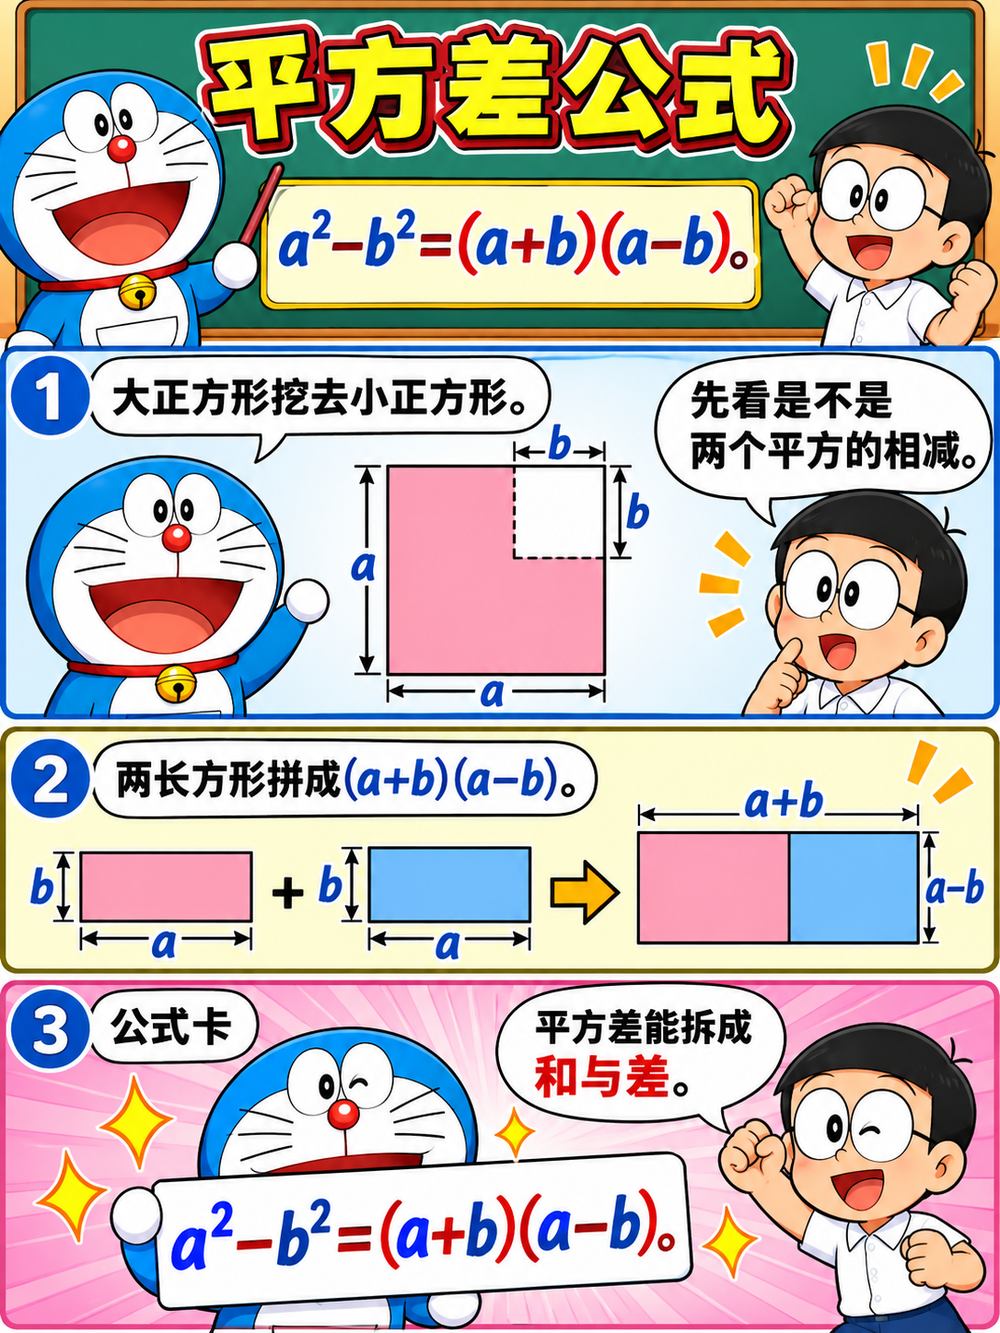 平方差公式
a²−b²=(a+b)(a−b)。
1
大正方形挖去小正方形。
先看是不是
两个平方的相减。
b
b
a
a
2
两长方形拼成(a+b)(a−b)。
a+b
b
a
+
b
a
a−b
3
公式卡
平方差能拆成
和与差。
a²−b²=(a+b)(a−b)。